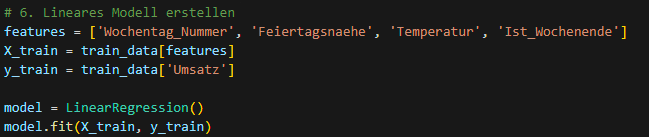 # 6. Lineares Modell erstellen
features = ['Wochentag_Nummer', 'Feiertagsnaehe', 'Temperatur', 'Ist_Wochenende']
X_train = train_data[features]
y_train = train_data['Umsatz']
model = LinearRegression()
model.fit(X_train, y_train)